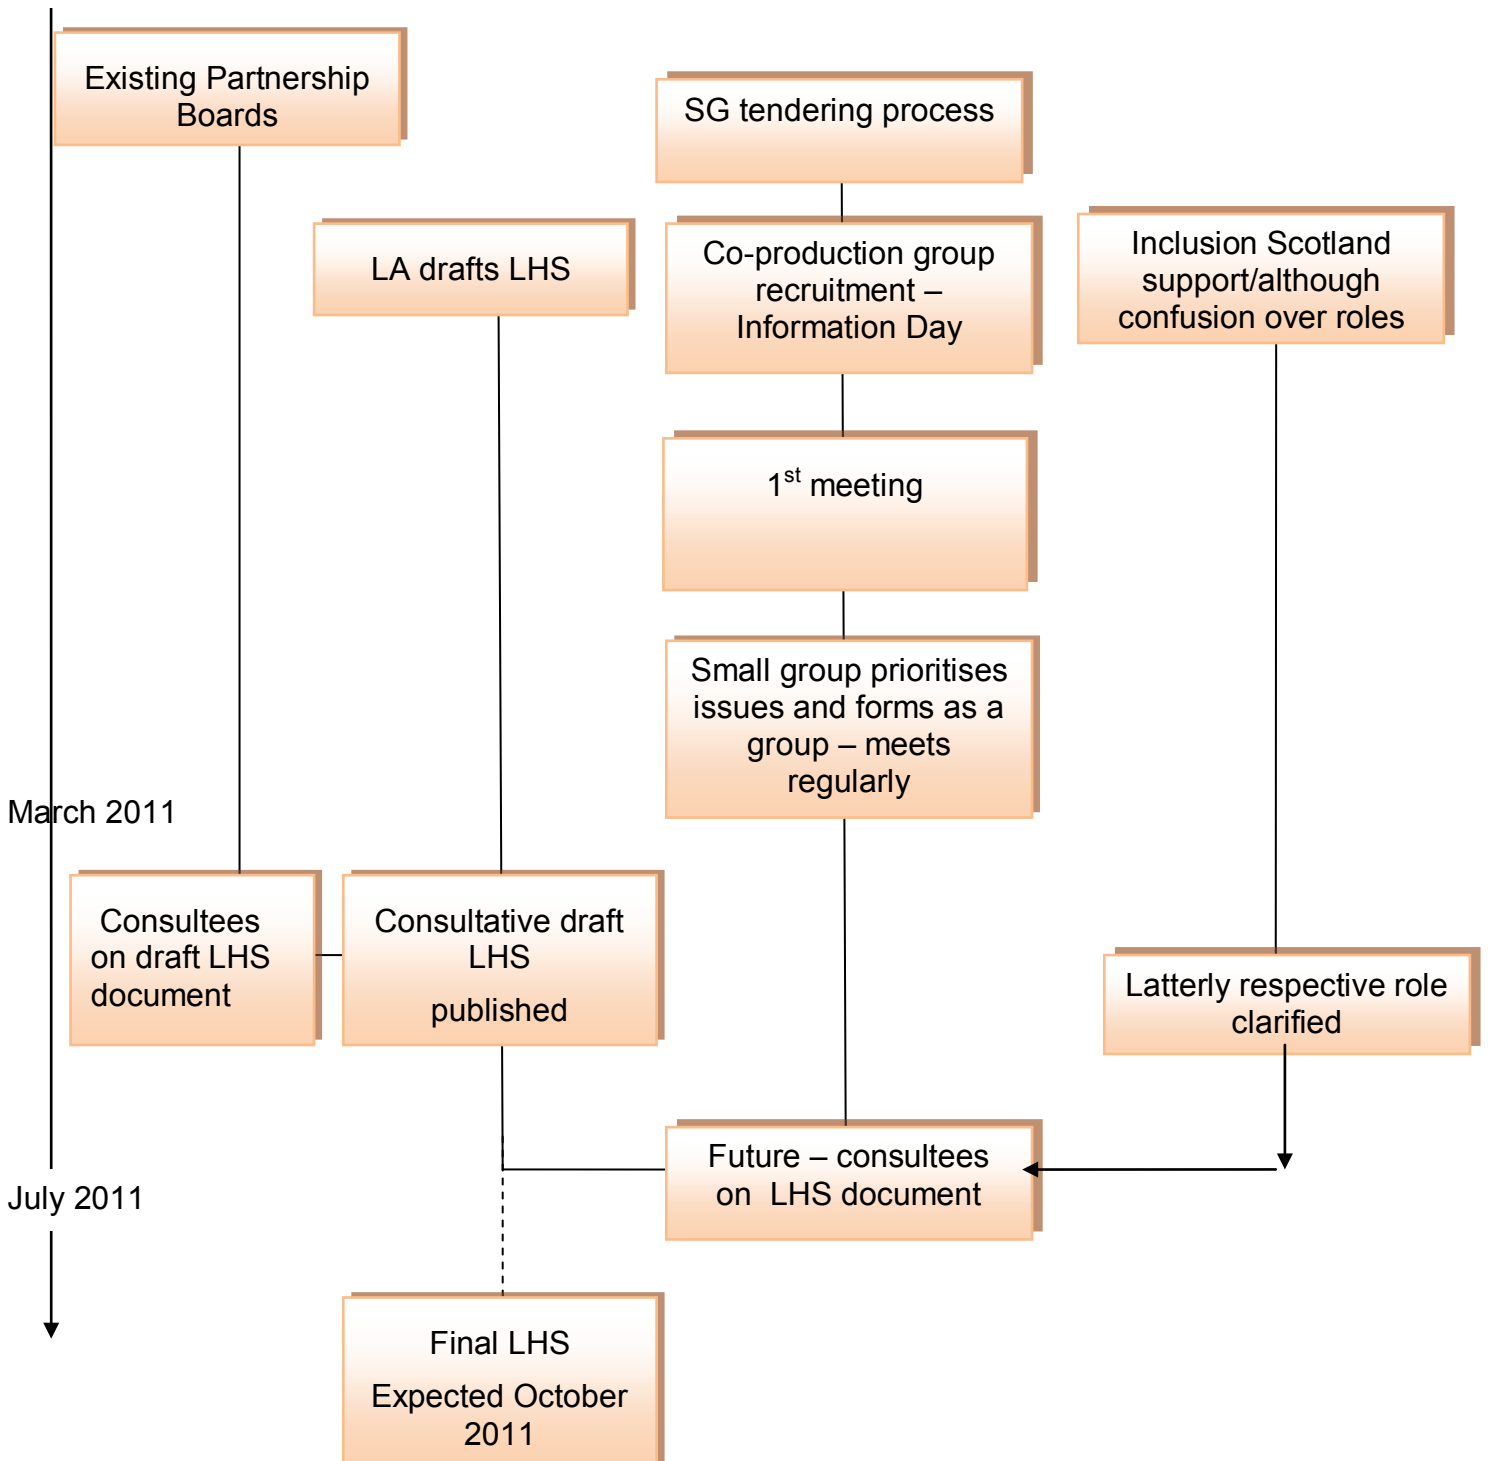 Existing Partnership
Boards
SG tendering process
LA drafts LHS
Co-production group
recruitment –
Information Day
Inclusion Scotland
support/although
confusion over roles
1st meeting
Small group prioritises
issues and forms as a
group – meets
regularly
March 2011
Consultees
on draft LHS
document
Consultative draft
LHS
published
Latterly respective role
clarified
Future – consultees
on LHS document
July 2011
Final LHS
Expected October
2011